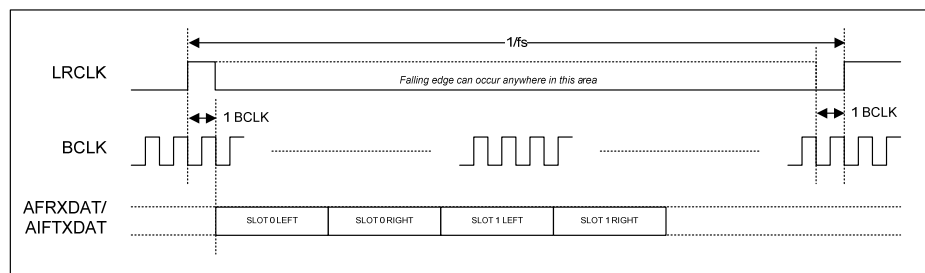 1/fs
LRCLK
Falling edge can occur anywhere in this area
1 BCLK
1 BCLK
BCLK
AFRXDAT/
AIFTXDAT
SLOT 0 LEFT
SLOT 0 RIGHT
SLOT 1 LEFT
SLOT 1 RIGHT